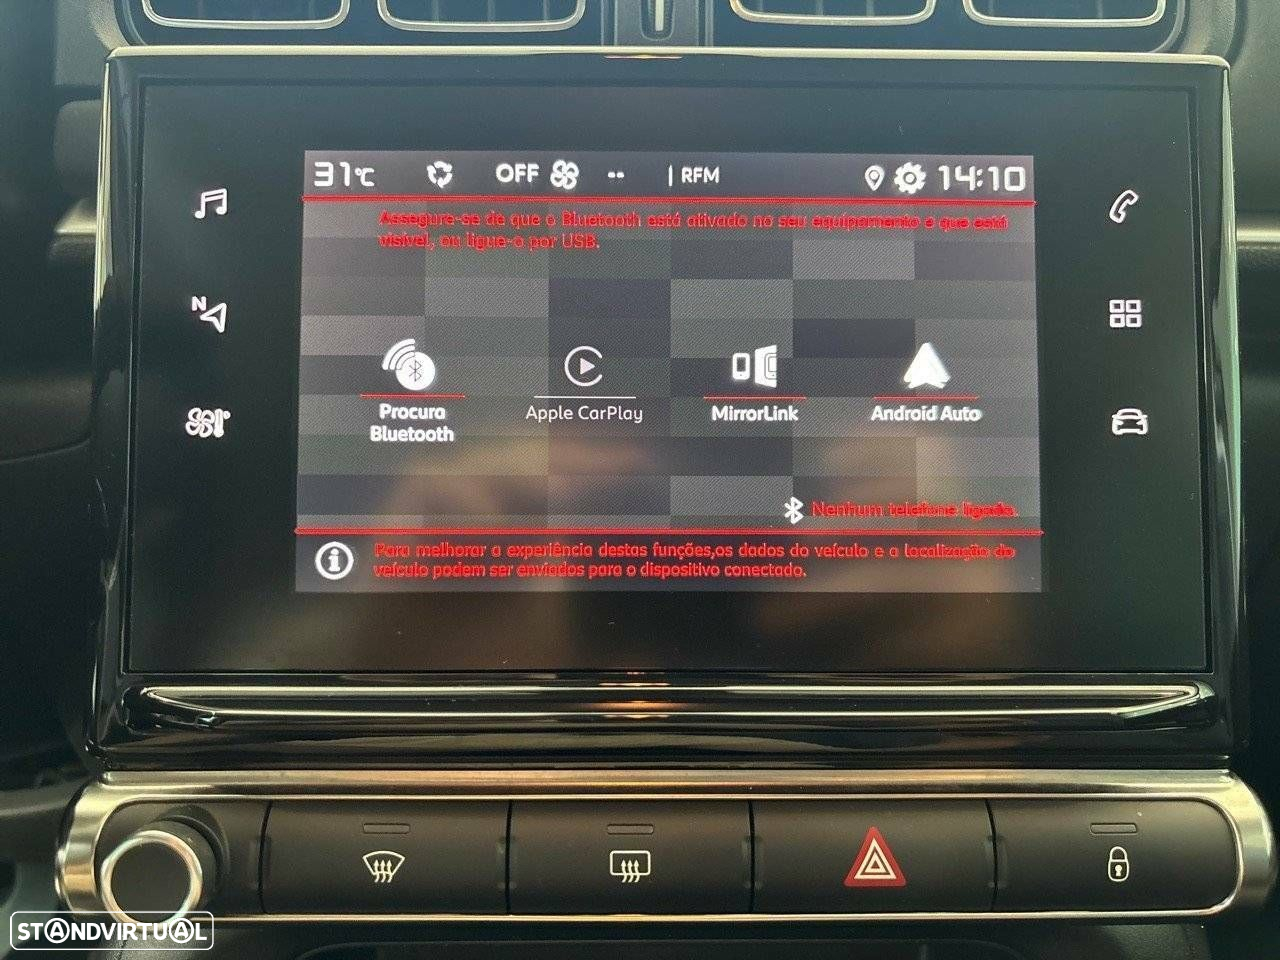 31°C OFF -- | RFM 14:10
Assegure-se de que o Bluetooth está ativado no seu equipamento e que está
visível, ou ligue-o por USB.
N
Procura
Bluetooth
Apple CarPlay
MirrorLink
Android Auto
Nenhum telefone ligado.
Para melhorar a experiência destas funções,os dados do veículo e a localização do
veículo podem ser enviados para o dispositivo conectado.
STANDVIRTUAL